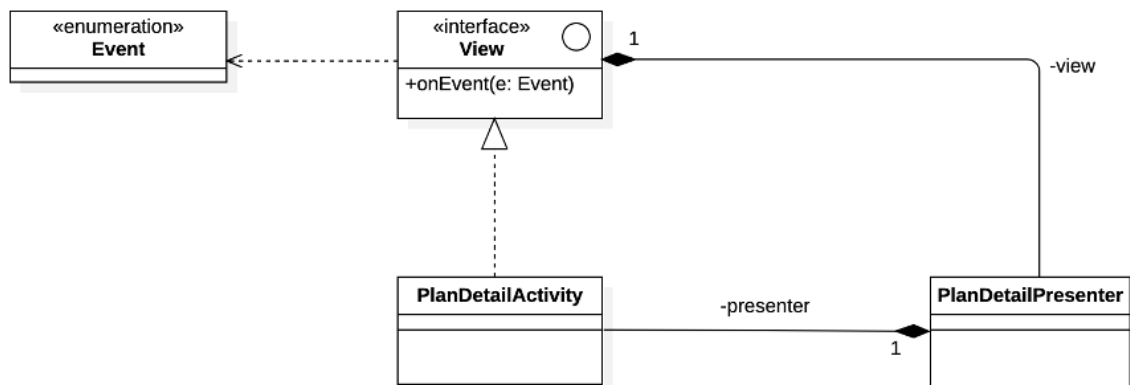 «enumeration»
Event
«interface»
View
+onEvent(e: Event)
1
-view
PlanDetailActivity
-presenter
1
PlanDetailPresenter